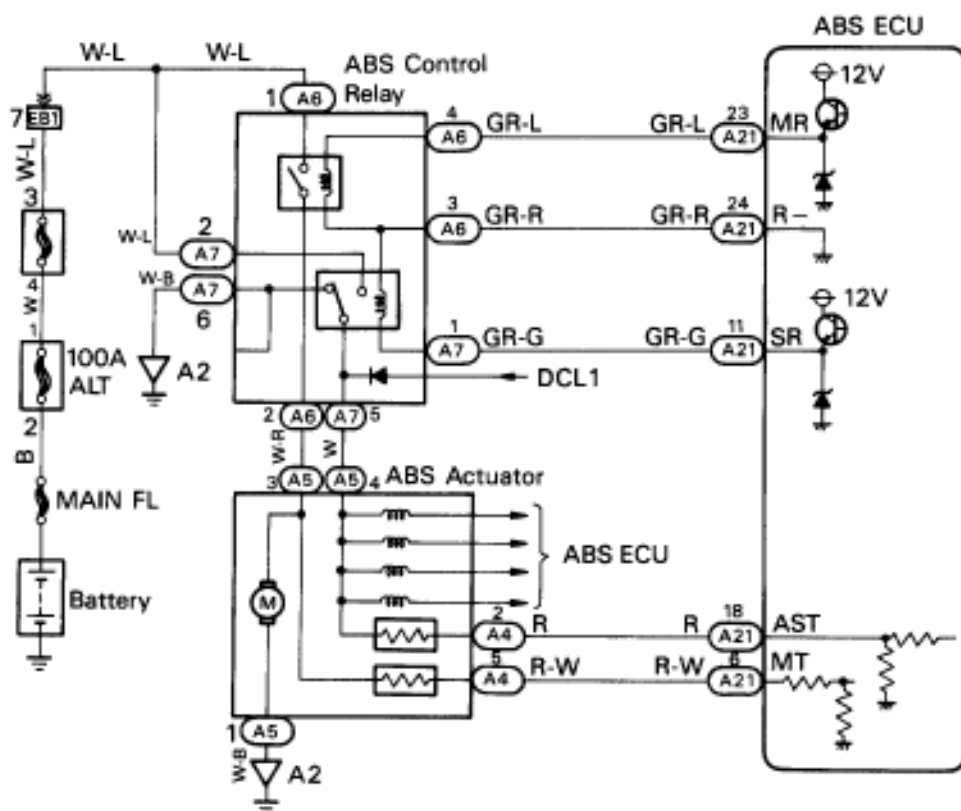 ABS ECU
W-L W-L
ABS Control
Relay
12V
1 A6
7 EB1
4 A6 GR-L GR-L 23 A21 MR
W-L
3
3 A6 GR-R GR-R 24 A21 R-
W-L 2 A7
4
W
W-B A7 6
12V
1
100A
ALT
2
A2
1 A7 GR-G GR-G 11 A21 SR
DCL1
B
2 A6 A7 5
W-R W
3 A5 A5 4 ABS Actuator
MAIN FL
ABS ECU
Battery
M
2 A4 R R 18 A21 AST
5 A4 R-W R-W 6 A21 MT
1 A5
W-B
A2